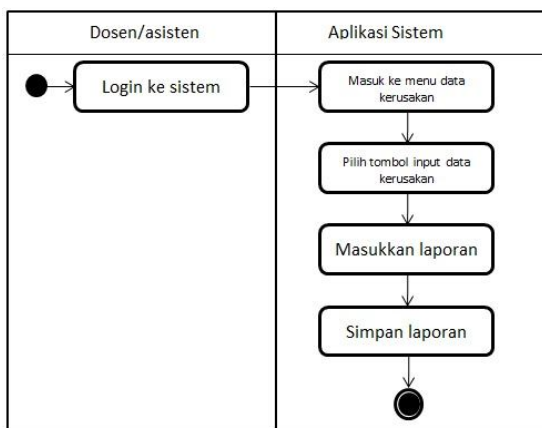 Dosen/asisten
Aplikasi Sistem
Login ke sistem
Masuk ke menu data
kerusakan
Pilih tombol input data
kerusakan
Masukkan laporan
Simpan laporan